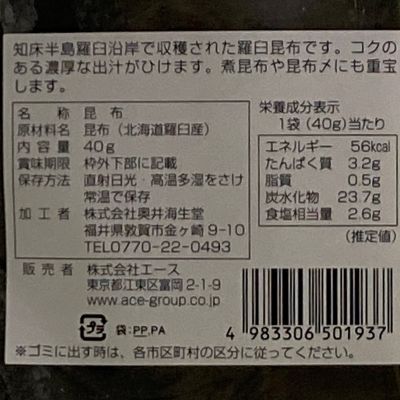 知床半島羅臼沿岸で収穫された羅臼昆布です。コクの
ある濃厚な出汁がひけます。煮昆布や昆布〆にも重宝
します。
名称 昆布
原材料名 昆布（北海道羅臼産）
内容量 40g
賞味期限 枠外下部に記載
保存方法 直射日光・高温多湿をさけ
常温で保存
加工者 株式会社奥井海生堂
福井県敦賀市金ヶ崎9-10
TEL0770-22-0493
栄養成分表示
1袋（40g）当たり
エネルギー 56kcal
たんぱく質 3.2g
脂質 0.5g
炭水化物 23.7g
食塩相当量 2.6g
（推定値）
販売者 株式会社エース
東京都江東区富岡2-1-9
www.ace-group.co.jp
プラ 袋:PP,PA
4 983306 501937
※ゴミに出す時は、各市区町村の区分に従ってください。